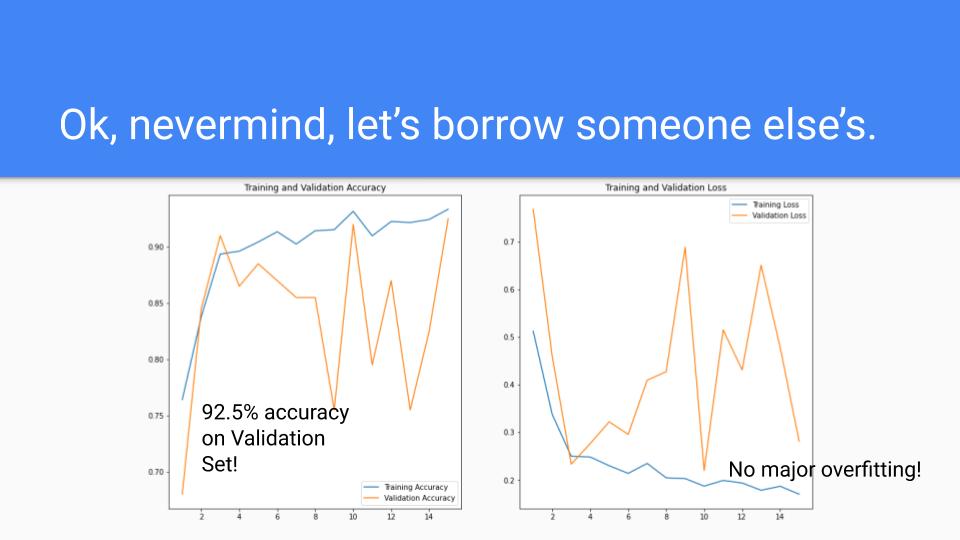 Ok, nevermind, let’s borrow someone else’s.
Training and Validation Accuracy
0.90
0.85
0.80
0.75
0.70
2 4 6 8 10 12 14
92.5% accuracy
on Validation
Set!
Training Accuracy
Validation Accuracy
Training and Validation Loss
Training Loss
Validation Loss
0.7
0.6
0.5
0.4
0.3
0.2
2 4 6 8 10 12 14
No major overfitting!